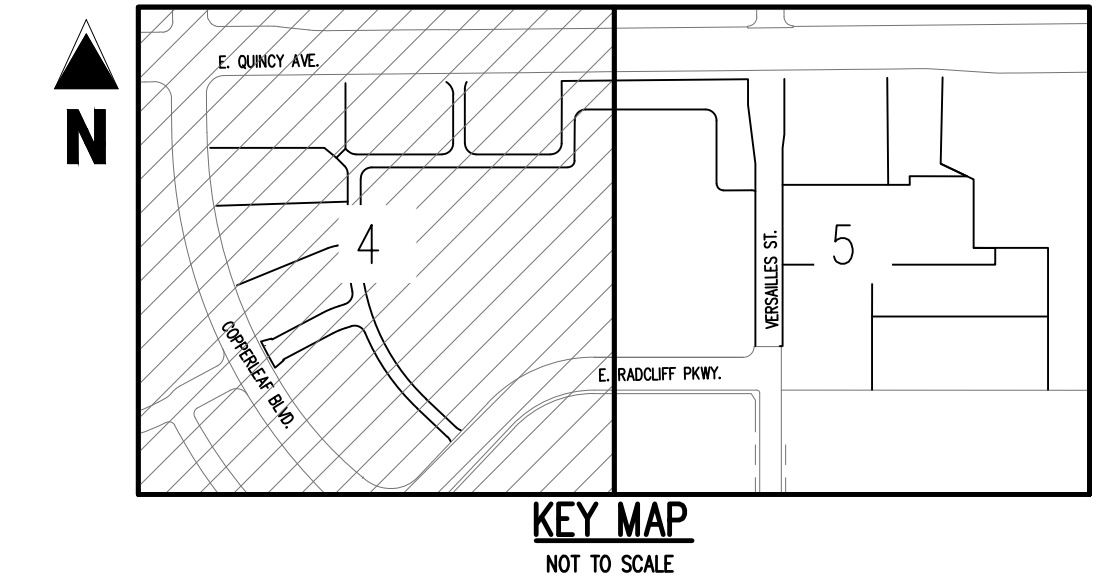 E. QUINCY AVE.
N
4
5
VERSAILLES ST.
COPPERLEAF BLVD.
E. RADCLIFF PKWY.
KEY MAP
NOT TO SCALE